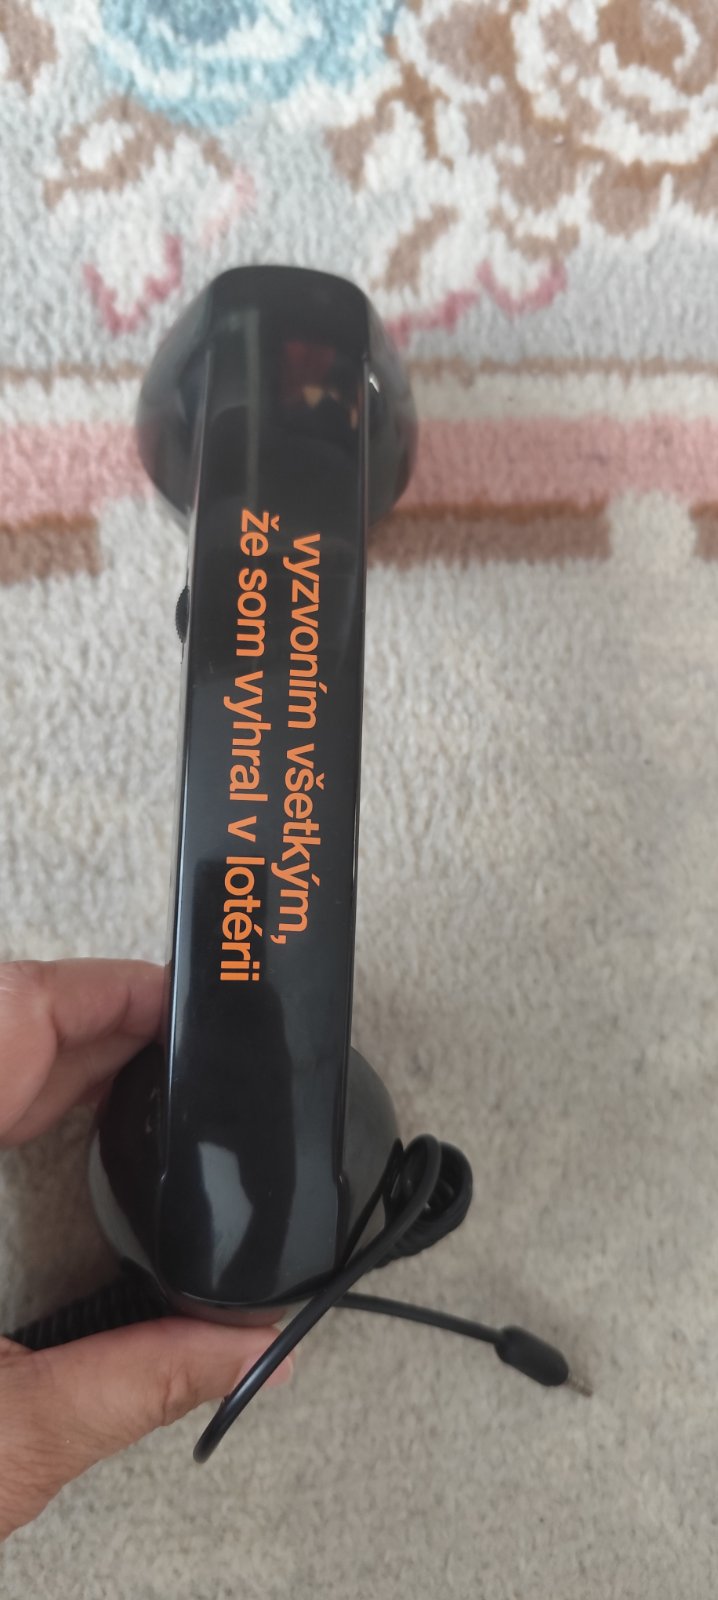 vyzvoním všetkým,
že som vyhral v lotérii